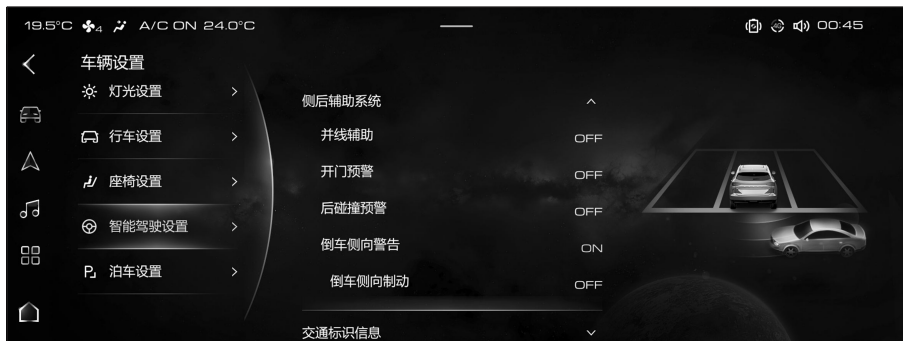 19.5°C 4 A/C ON 24.0°C 4G 00:45
车辆设置
灯光设置
行车设置
座椅设置
智能驾驶设置
P 泊车设置
侧后辅助系统
并线辅助 OFF
开门预警 OFF
后碰撞预警 OFF
倒车侧向警告 ON
倒车侧向制动 OFF
交通标识信息